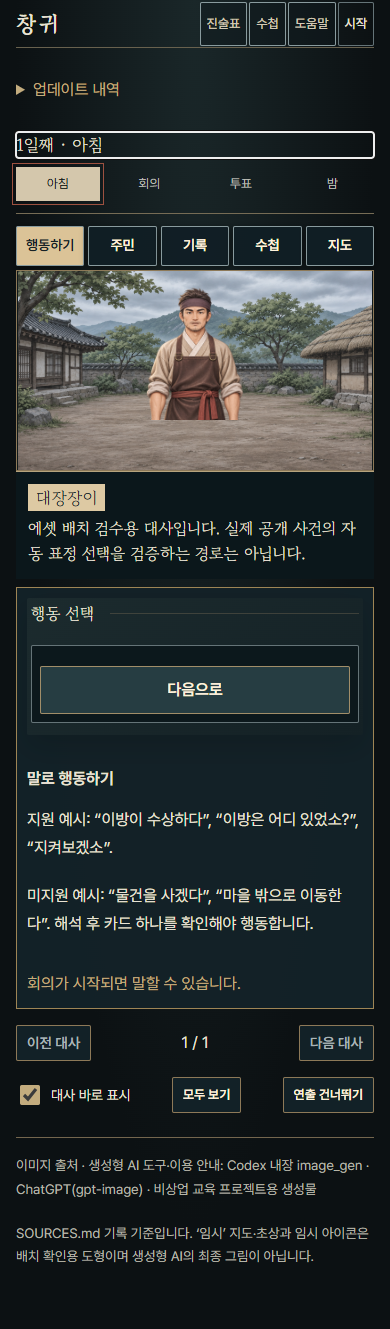 창귀
진술표 수첩 도움말 시작
▶ 업데이트 내역
1일째 · 아침
아침 회의 투표 밤
행동하기 주민 기록 수첩 지도
대장장이
에셋 배치 검수용 대사입니다. 실제 공개 사건의 자
동 표정 선택을 검증하는 경로는 아닙니다.
행동 선택
다음으로
말로 행동하기
지원 예시: “이방이 수상하다”, “이방은 어디 있었소?”,
“지켜보겠소”.
미지원 예시: “물건을 사겠다”, “마을 밖으로 이동한
다”. 해석 후 카드 하나를 확인해야 행동합니다.
회의가 시작되면 말할 수 있습니다.
이전 대사 1 / 1 다음 대사
대사 바로 표시 모두 보기 연출 건너뛰기
이미지 출처 · 생성형 AI 도구·이용 안내: Codex 내장 image_gen ·
ChatGPT(gpt-image) · 비상업 교육 프로젝트용 생성물
SOURCES.md 기록 기준입니다. ‘임시’ 지도·초상과 임시 아이콘은
배치 확인용 도형이며 생성형 AI의 최종 그림이 아닙니다.